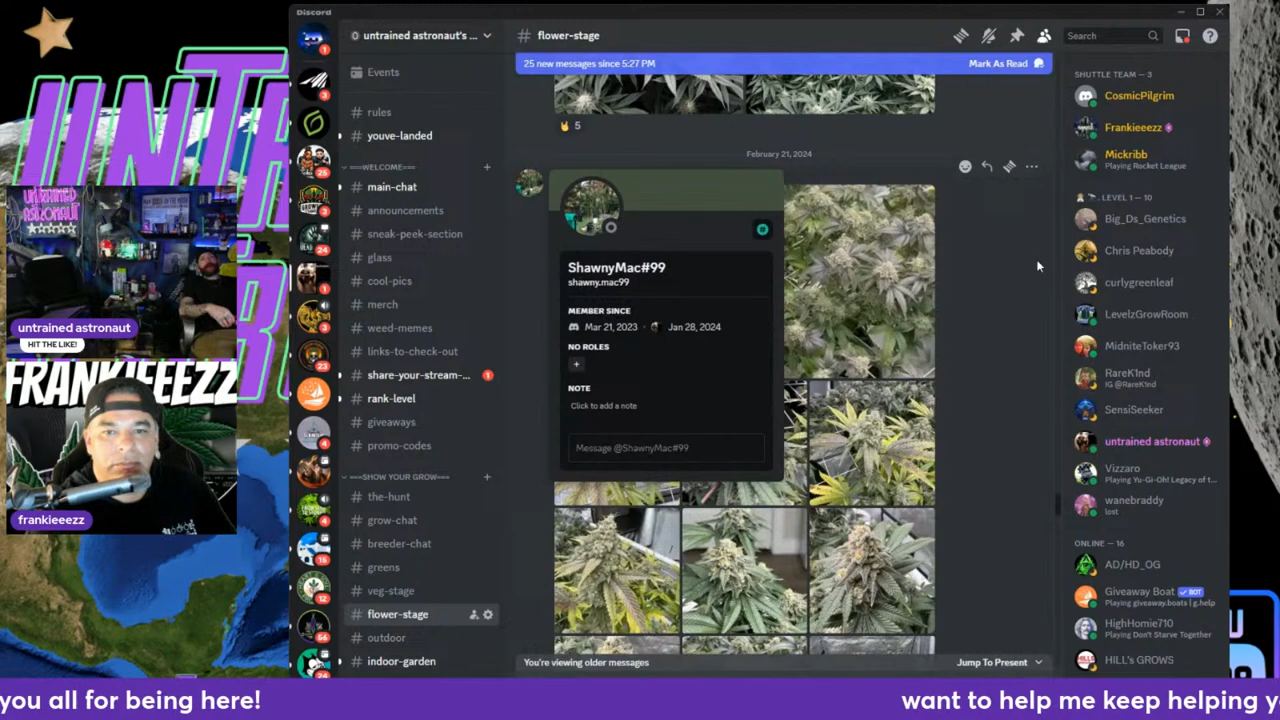 Discord
untrained astronaut's ...
Events
rules
youve-landed
===WELCOME===
main-chat
announcements
sneak-peek-section
glass
cool-pics
merch
weed-memes
links-to-check-out
share-your-stream-... 1
rank-level
giveaways
promo-codes
===SHOW YOUR GROW===
the-hunt
grow-chat
breeder-chat
greens
veg-stage
flower-stage
outdoor
indoor-garden
# flower-stage
Search
25 new messages since 5:27 PM Mark As Read
5
February 21, 2024
ShawnyMac#99
shawny.mac99
MEMBER SINCE
Mar 21, 2023 · Jan 28, 2024
NO ROLES
+
NOTE
Click to add a note
Message @ShawnyMac#99
You're viewing older messages Jump To Present
SHUTTLE TEAM — 3
CosmicPilgrim
Frankieeezz
Mickribb
Playing Rocket League
LEVEL 1 — 10
Big_Ds_Genetics
Chris Peabody
curlygreenleaf
LevelzGrowRoom
MidniteToker93
RareK1nd
IG @RareK1nd
SensiSeeker
untrained astronaut
Vizzaro
Playing Yu-Gi-Oh! Legacy of t...
wanebraddy
lost
ONLINE — 16
AD/HD_OG
Giveaway Boat BOT
Playing giveaway.boats | g.help
HighHomie710
Playing Don't Starve Together
HILL's GROWS
UNTRAINED
ASTRONAUT
untrained astronaut
HIT THE LIKE!
FRANKIEEEZZ
frankieeezz
you all for being here! want to help me keep helping y